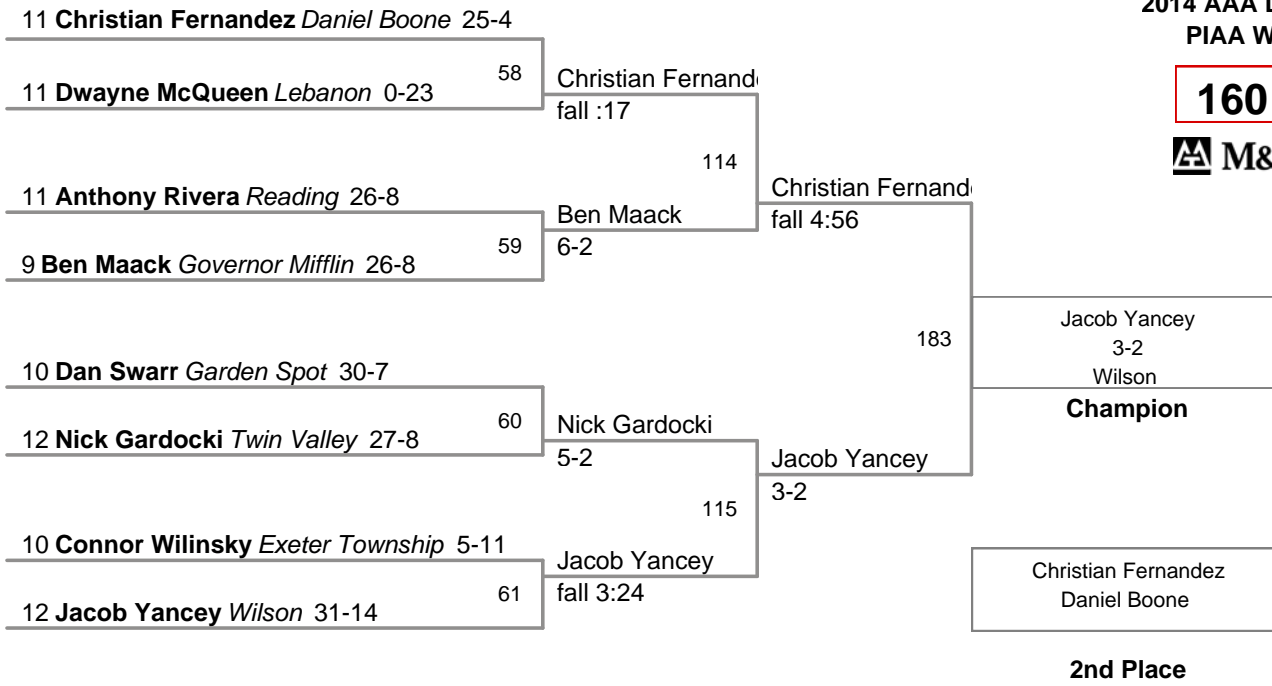 2014 AAA
PIAA W
160
M&
11 Christian Fernandez Daniel Boone 25-4
58
11 Dwayne McQueen Lebanon 0-23
Christian Fernand
fall :17
114
11 Anthony Rivera Reading 26-8
59
9 Ben Maack Governor Mifflin 26-8
Ben Maack
6-2
Christian Fernand
fall 4:56
183
Jacob Yancey
3-2
Wilson
Champion
10 Dan Swarr Garden Spot 30-7
60
12 Nick Gardocki Twin Valley 27-8
Nick Gardocki
5-2
115
Jacob Yancey
3-2
10 Connor Wilinsky Exeter Township 5-11
61
12 Jacob Yancey Wilson 31-14
Jacob Yancey
fall 3:24
Christian Fernandez
Daniel Boone
2nd Place